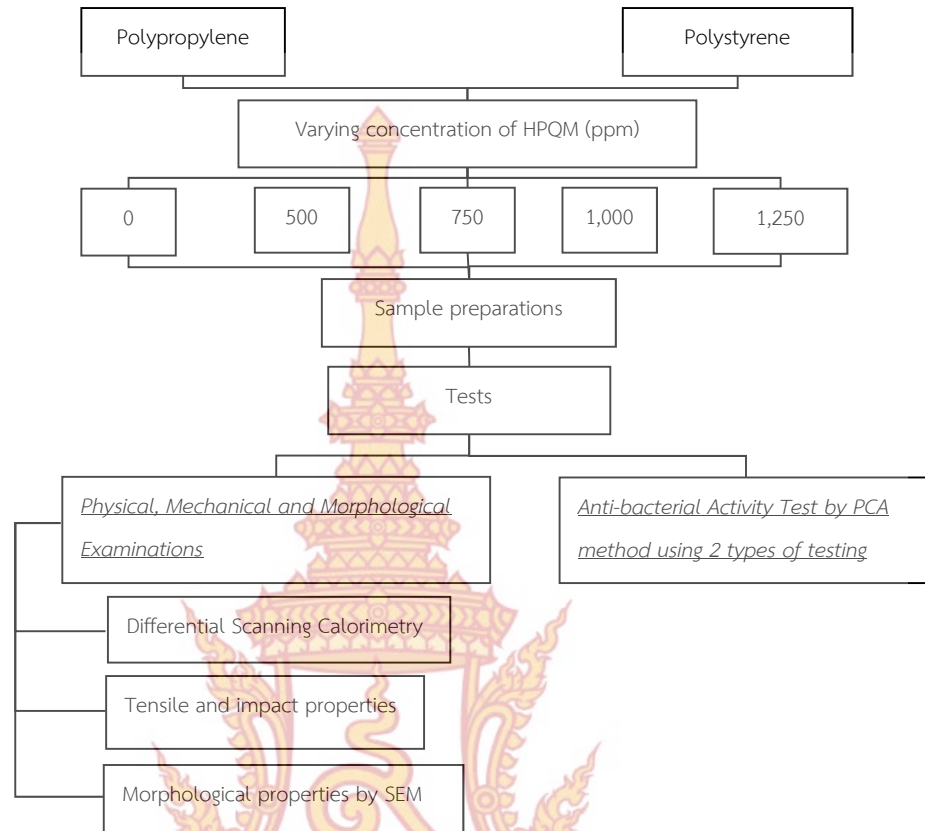 Polypropylene
Polystyrene
Varying concentration of HPQM (ppm)
0
500
750
1,000
1,250
Sample preparations
Tests
Physical, Mechanical and Morphological
Examinations
Anti-bacterial Activity Test by PCA
method using 2 types of testing
Differential Scanning Calorimetry
Tensile and impact properties
Morphological properties by SEM